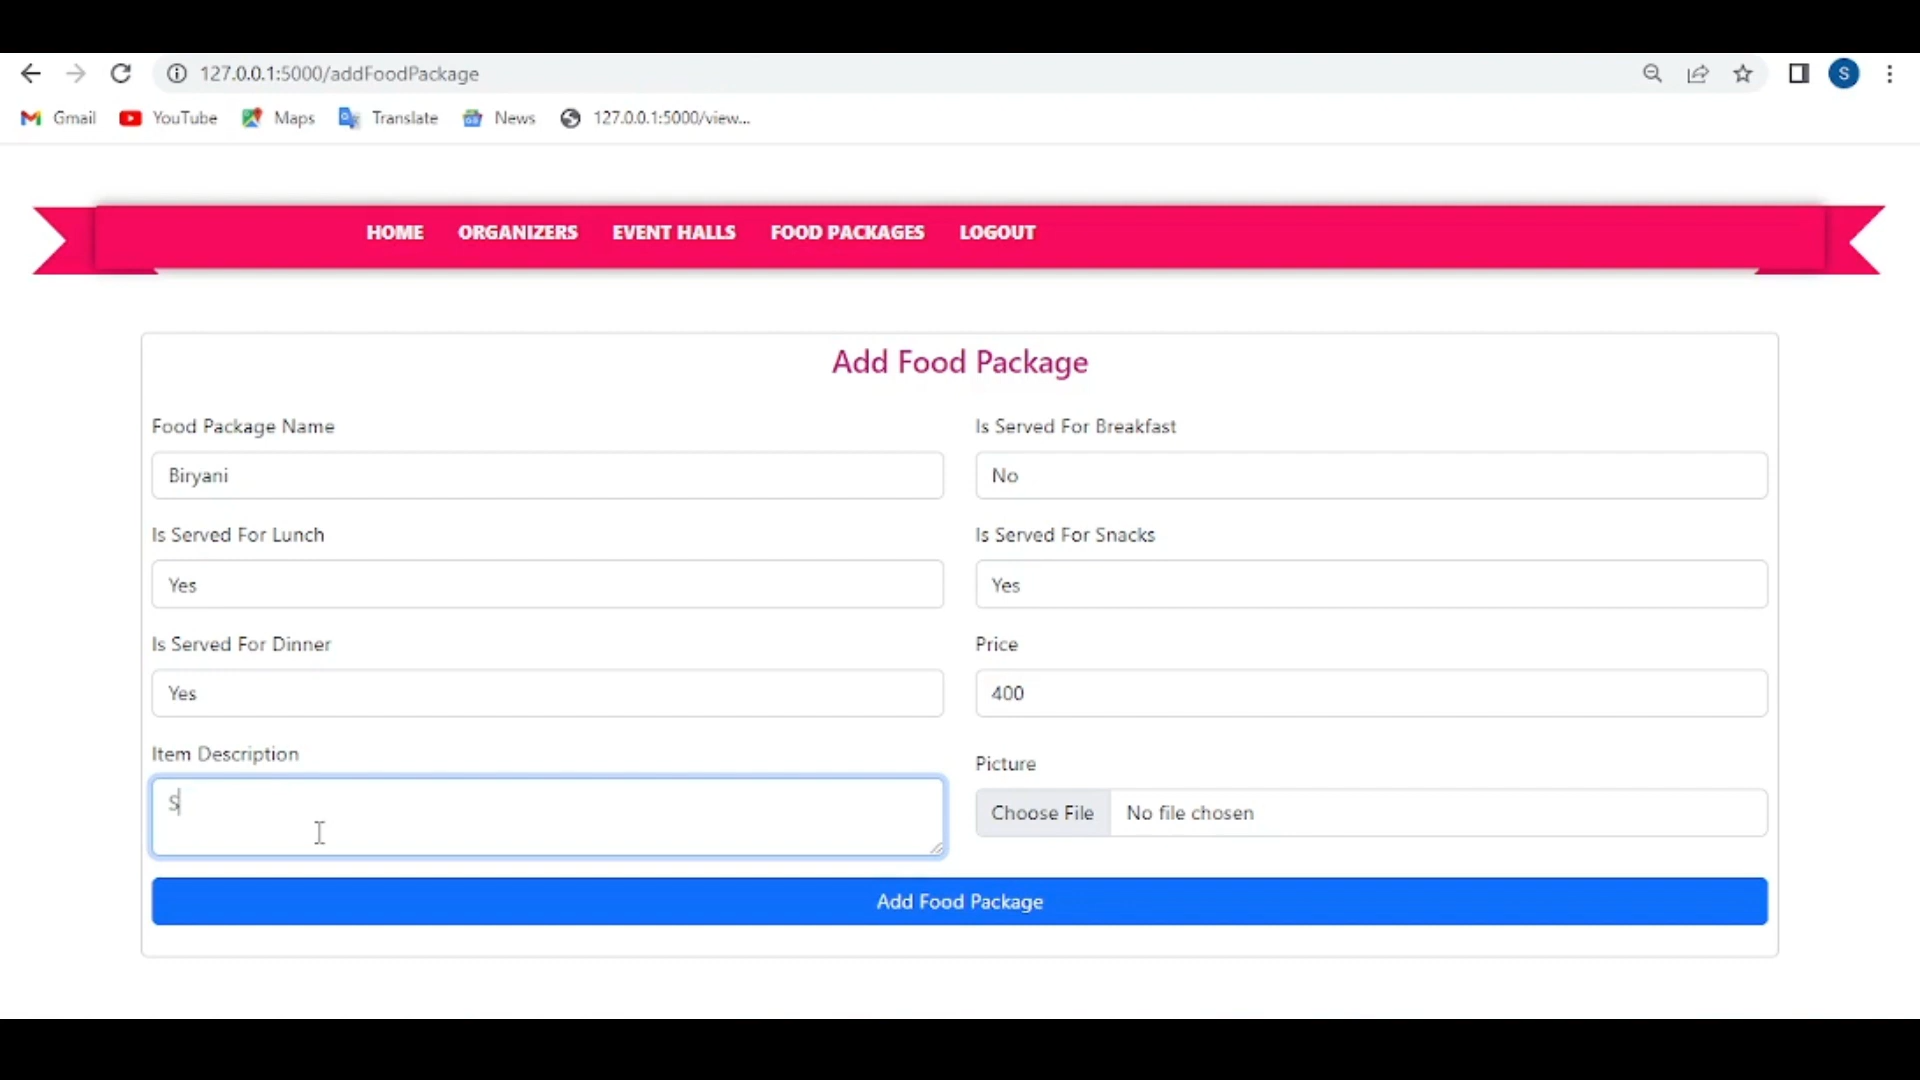 127.0.0.1:5000/addFoodPackage
S
Gmail YouTube Maps Translate News 127.0.0.1:5000/view...
HOME ORGANIZERS EVENT HALLS FOOD PACKAGES LOGOUT
Add Food Package
Food Package Name
Biryani
Is Served For Breakfast
No
Is Served For Lunch
Yes
Is Served For Snacks
Yes
Is Served For Dinner
Yes
Price
400
Item Description
S
Picture
Choose File No file chosen
Add Food Package